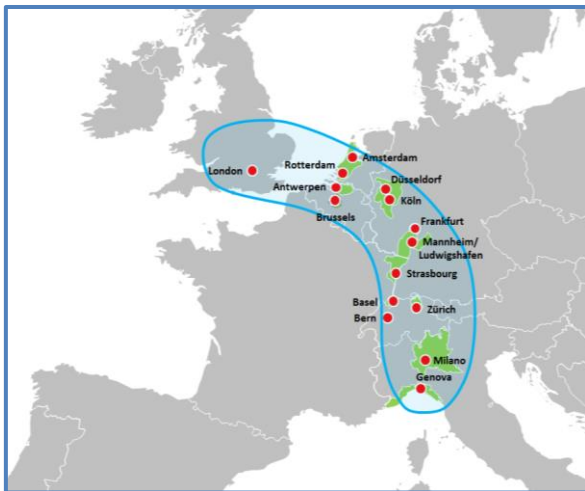 Amsterdam
Rotterdam
London
Düsseldorf
Antwerpen
Köln
Brussels
Frankfurt
Mannheim/
Ludwigshafen
Strasbourg
Basel
Zürich
Bern
Milano
Genova